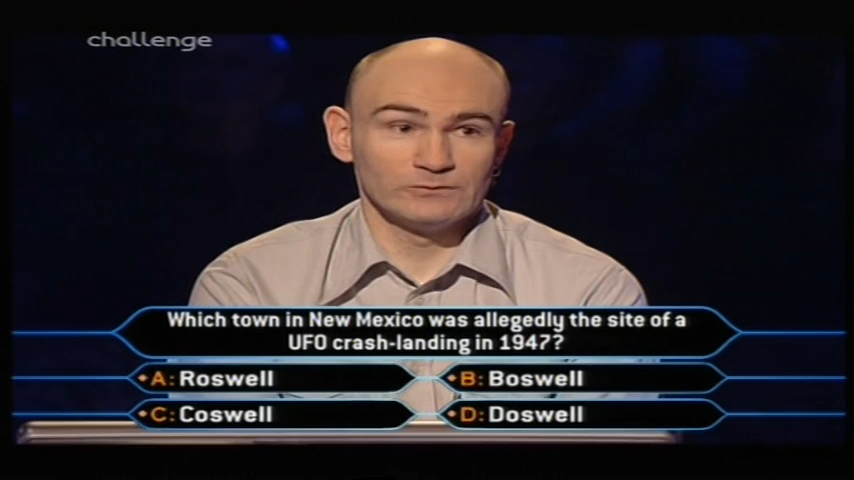 challenge
Which town in New Mexico was allegedly the site of a
UFO crash-landing in 1947?
A: Roswell
B: Boswell
C: Coswell
D: Doswell